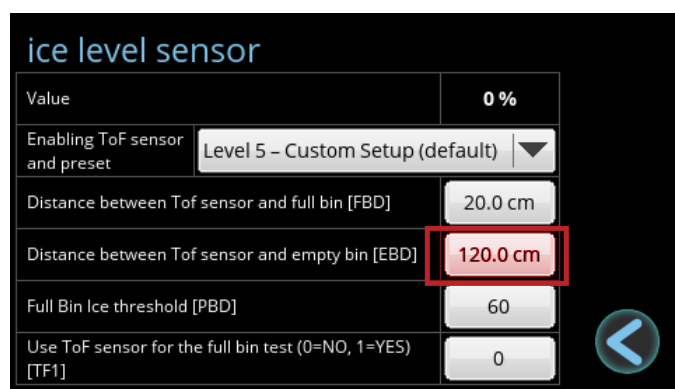 ice level sensor
Value
0 %
Enabling ToF sensor
and preset
Level 5 – Custom Setup (default)
Distance between Tof sensor and full bin [FBD]
20.0 cm
Distance between Tof sensor and empty bin [EBD]
120.0 cm
Full Bin Ice threshold [PBD]
60
Use ToF sensor for the full bin test (0=NO, 1=YES)
[TF1]
0